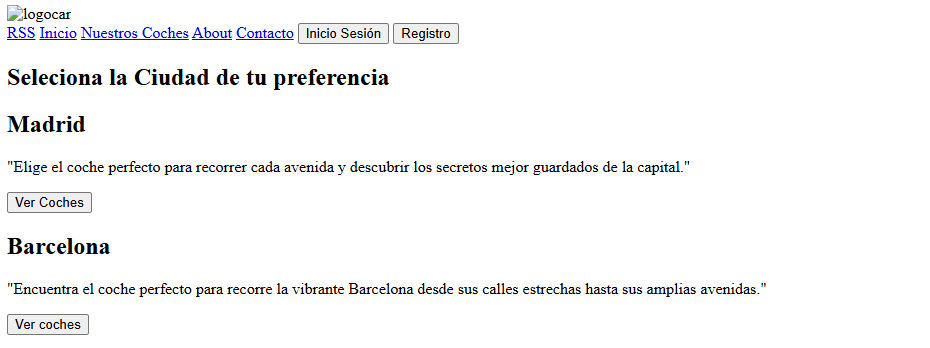 logocar
RSS Inicio Nuestros Coches About Contacto Inicio Sesión Registro
Seleciona la Ciudad de tu preferencia
Madrid
"Elige el coche perfecto para recorrer cada avenida y descubrir los secretos mejor guardados de la capital."
Ver Coches
Barcelona
"Encuentra el coche perfecto para recorre la vibrante Barcelona desde sus calles estrechas hasta sus amplias avenidas."
Ver coches